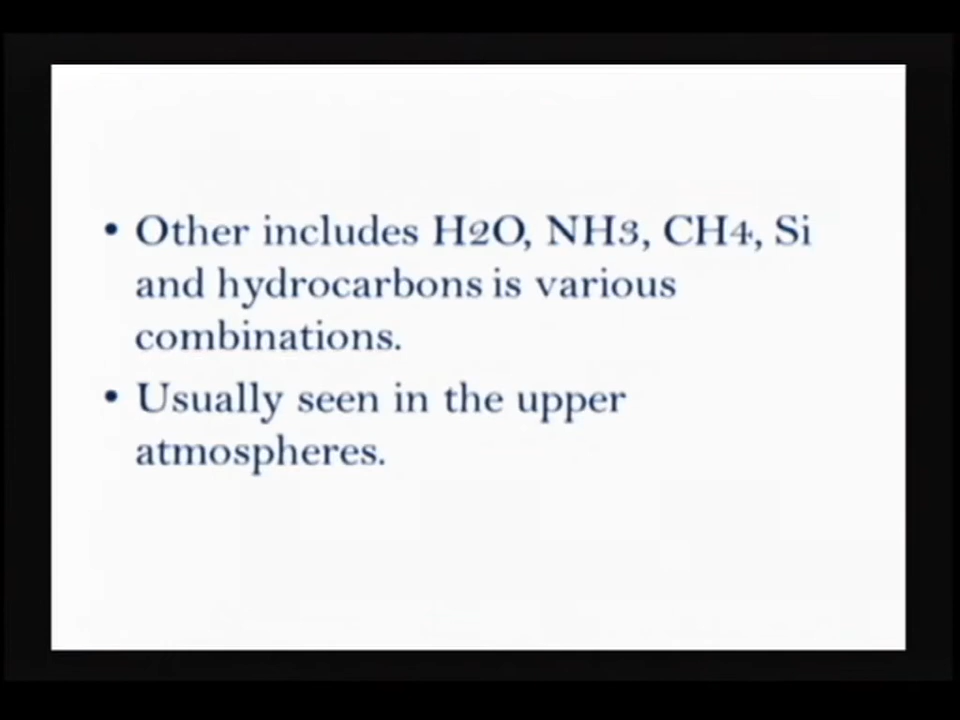 • Other includes H2O, NH3, CH4, Si
and hydrocarbons is various
combinations.
• Usually seen in the upper
atmospheres.